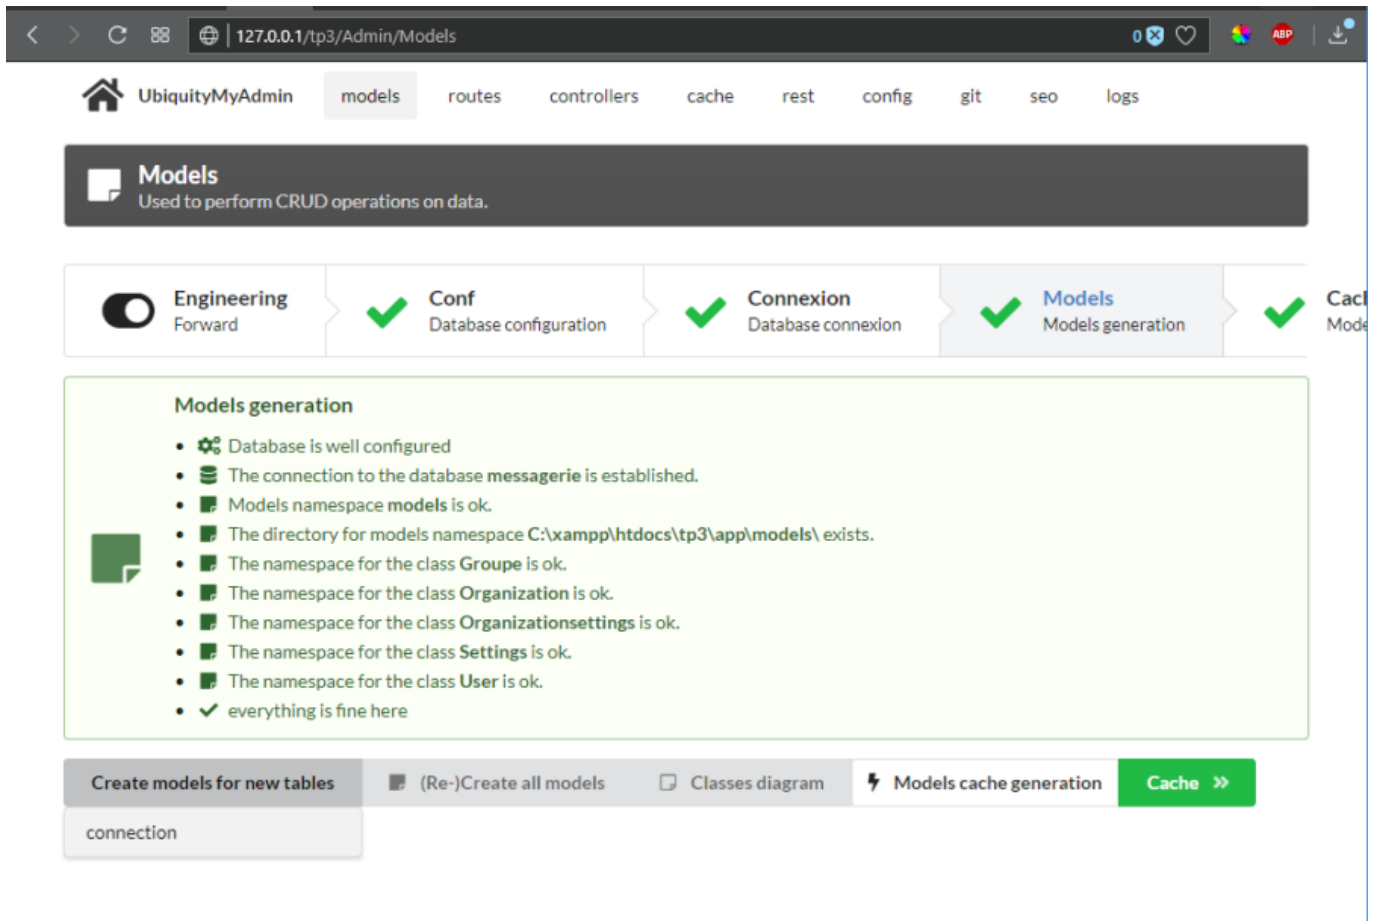 127.0.0.1/tp3/Admin/Models 0 ABP
UbiquityMyAdmin models routes controllers cache rest config git seo logs
Models
Used to perform CRUD operations on data.
Engineering Conf Connexion Models
Forward Database configuration Database connexion Models generation
Models generation
Database is well configured
The connection to the database messagerie is established.
Models namespace models is ok.
The directory for models namespace C:\xampp\htdocs\tp3\app\models\ exists.
The namespace for the class Groupe is ok.
The namespace for the class Organization is ok.
The namespace for the class Organizationsettings is ok.
The namespace for the class Settings is ok.
The namespace for the class User is ok.
everything is fine here
Create models for new tables (Re-)Create all models Classes diagram Models cache generation Cache
connection